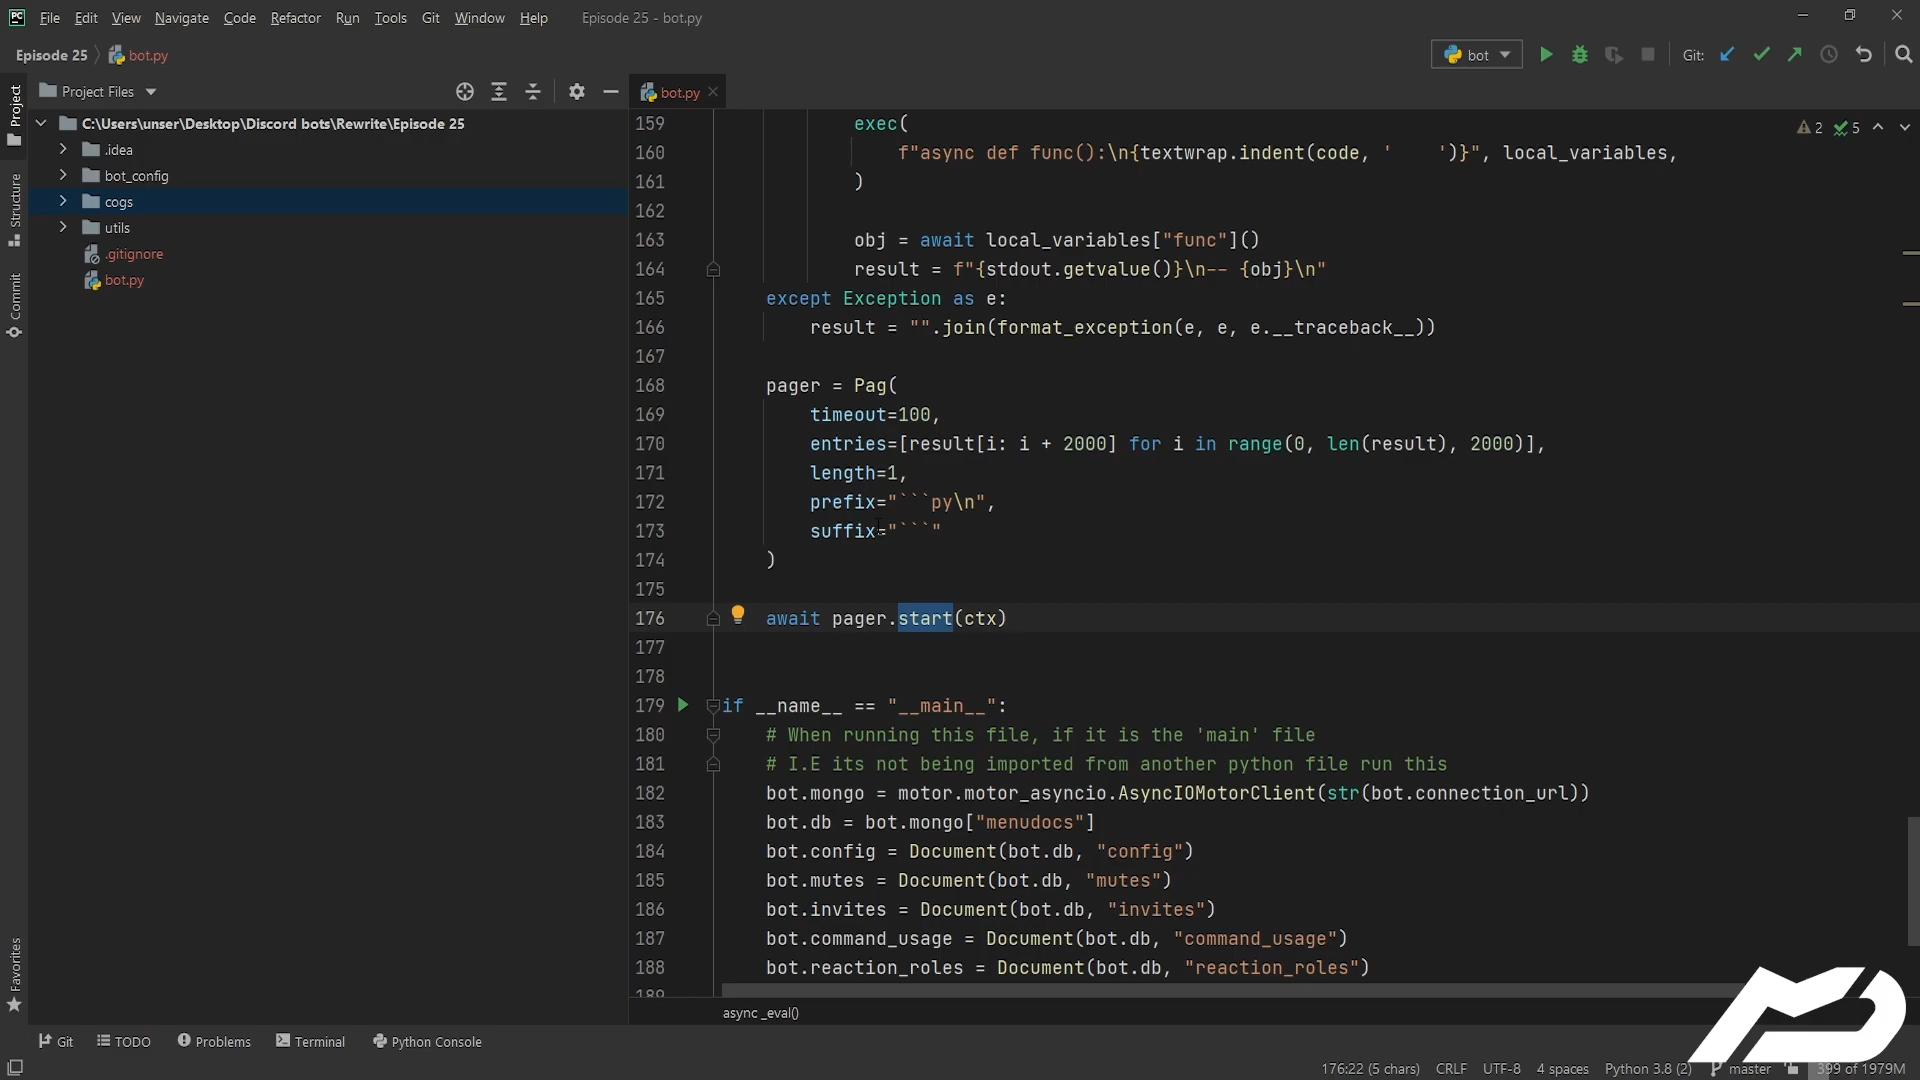 PC File Edit View Navigate Code Refactor Run Tools Git Window Help Episode 25 - bot.py
Episode 25 bot.py bot Git:
Project Files bot.py
C:\Users\unser\Desktop\Discord bots\Rewrite\Episode 25
.idea
bot_config
cogs
utils
.gitignore
bot.py
Project
Structure
Commit
Favorites
2 5
159 exec(
160 f"async def func():\n{textwrap.indent(code, '    ')}", local_variables,
161 )
162
163 obj = await local_variables["func"]()
164 result = f"{stdout.getvalue()}\n-- {obj}\n"
165 except Exception as e:
166 result = "".join(format_exception(e, e, e.__traceback__))
167
168 pager = Pag(
169 timeout=100,
170 entries=[result[i: i + 2000] for i in range(0, len(result), 2000)],
171 length=1,
172 prefix="```py\n",
173 suffix="```"
174 )
175
176 await pager.start(ctx)
177
178
179 if __name__ == "__main__":
180 # When running this file, if it is the 'main' file
181 # I.E its not being imported from another python file run this
182 bot.mongo = motor.motor_asyncio.AsyncIOMotorClient(str(bot.connection_url))
183 bot.db = bot.mongo["menudocs"]
184 bot.config = Document(bot.db, "config")
185 bot.mutes = Document(bot.db, "mutes")
186 bot.invites = Document(bot.db, "invites")
187 bot.command_usage = Document(bot.db, "command_usage")
188 bot.reaction_roles = Document(bot.db, "reaction_roles")
189
async _eval()
Git TODO Problems Terminal Python Console
176:22 (5 chars) CRLF UTF-8 4 spaces Python 3.8 (2) master 399 of 1979M